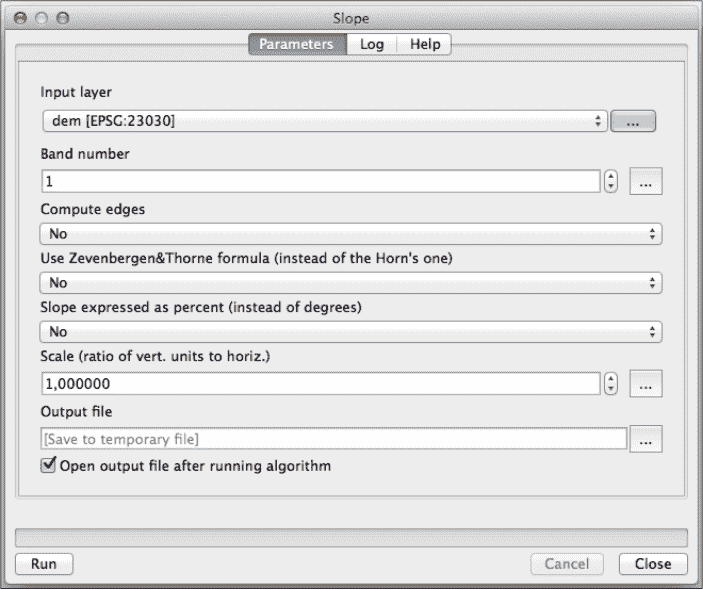 Slope
Parameters Log Help
Input layer
dem [EPSG:23030]
...
Band number
1
...
Compute edges
No
Use Zevenbergen&Thorne formula (instead of the Horn's one)
No
Slope expressed as percent (instead of degrees)
No
Scale (ratio of vert. units to horiz.)
1,000000
...
Output file
[Save to temporary file]
...
Open output file after running algorithm
Run Cancel Close